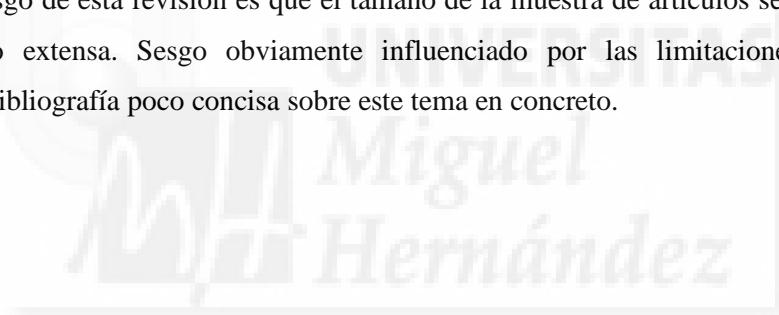 sgo de esta revisión es que el tamaño de la muestra de artículos se
o extensa. Sesgo obviamente influenciado por las limitacione
ibliografía poco concisa sobre este tema en concreto.
UNIVERSITAS
Miguel
Hernández